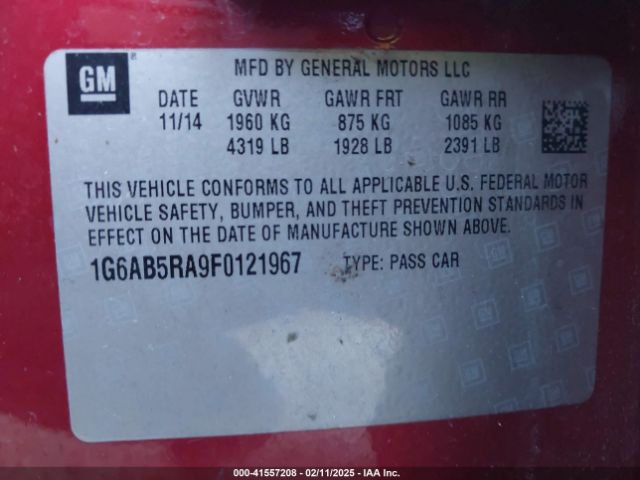 GM
MFD BY GENERAL MOTORS LLC
DATE GVWR GAWR FRT GAWR RR
11/14 1960 KG 875 KG 1085 KG
4319 LB 1928 LB 2391 LB
THIS VEHICLE CONFORMS TO ALL APPLICABLE U.S. FEDERAL MOTOR
VEHICLE SAFETY, BUMPER, AND THEFT PREVENTION STANDARDS IN
EFFECT ON THE DATE OF MANUFACTURE SHOWN ABOVE.
1G6AB5RA9F0121967 TYPE: PASS CAR
000-41557208 - 02/11/2025 - IAA Inc.